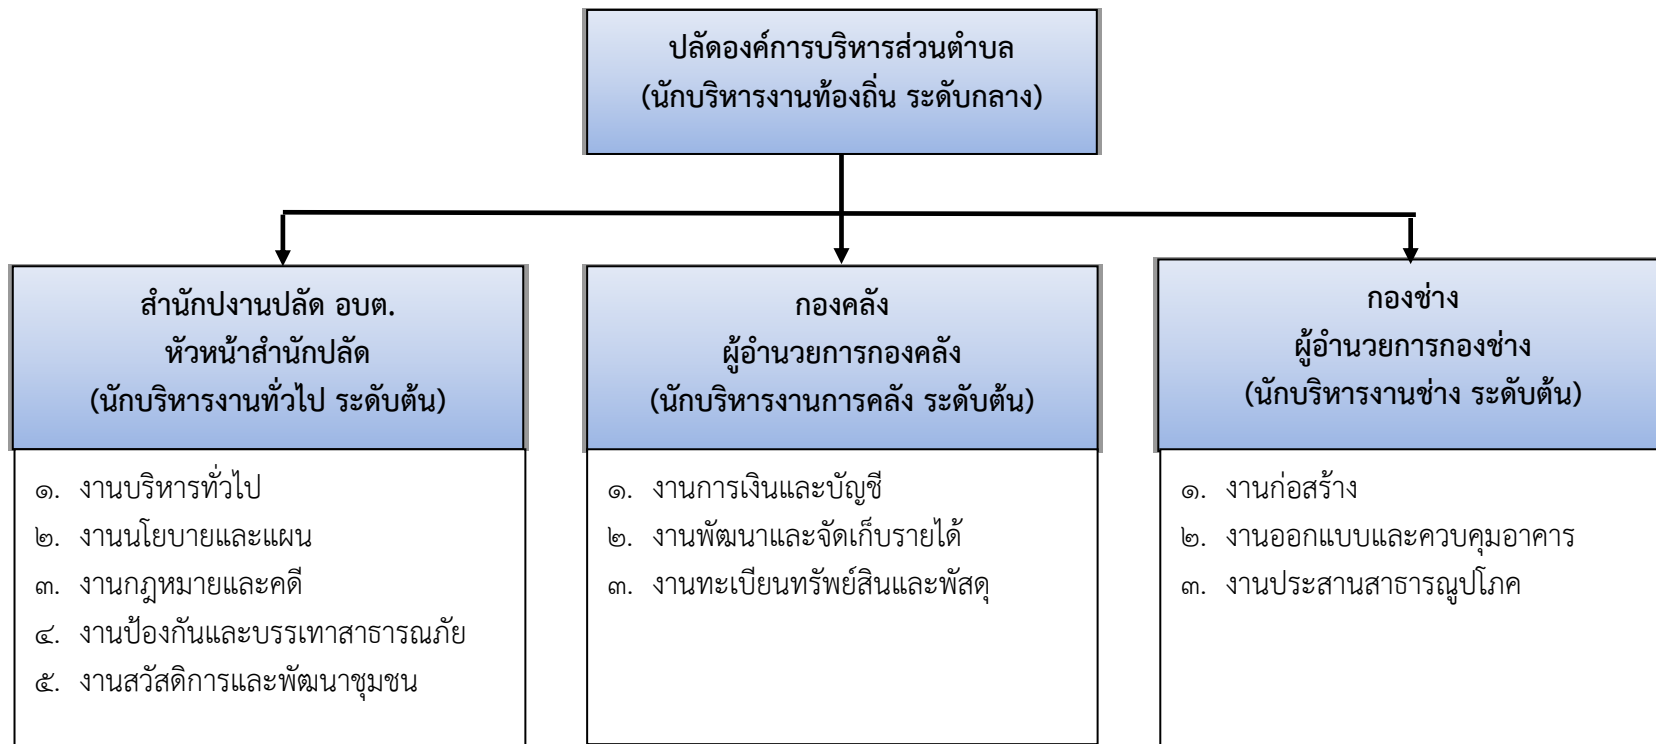 ปลัดองค์การบริหารส่วนตำบล
(นักบริหารงานท้องถิ่น ระดับกลาง)
สำนักปงานปลัด อบต.
หัวหน้าสำนักปลัด
(นักบริหารงานทั่วไป ระดับต้น)
๑. งานบริหารทั่วไป
๒. งานนโยบายและแผน
๓. งานกฎหมายและคดี
๔. งานป้องกันและบรรเทาสาธารณภัย
๕. งานสวัสดิการและพัฒนาชุมชน
กองคลัง
ผู้อำนวยการกองคลัง
(นักบริหารงานการคลัง ระดับต้น)
๑. งานการเงินและบัญชี
๒. งานพัฒนาและจัดเก็บรายได้
๓. งานทะเบียนทรัพย์สินและพัสดุ
กองช่าง
ผู้อำนวยการกองช่าง
(นักบริหารงานช่าง ระดับต้น)
๑. งานก่อสร้าง
๒. งานออกแบบและควบคุมอาคาร
๓. งานประสานสาธารณูปโภค